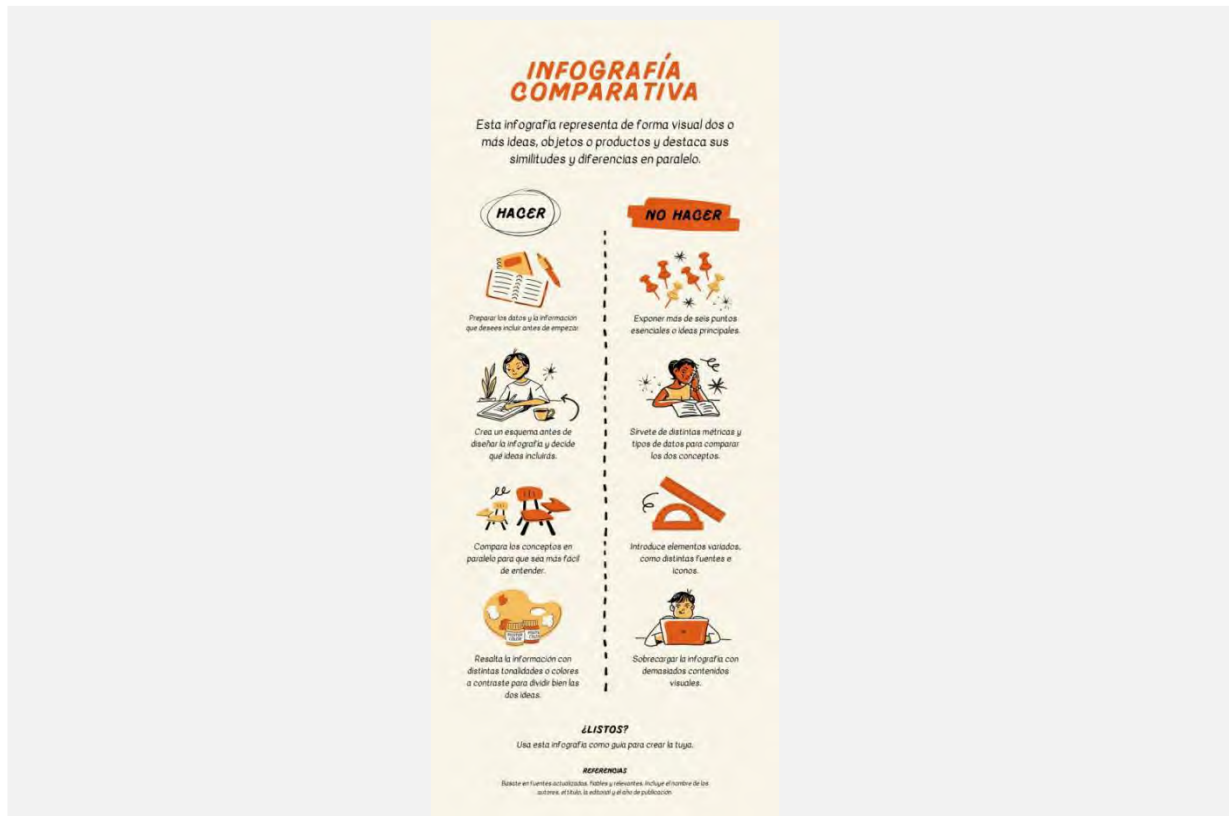 INFOGRAFÍA
COMPARATIVA
Esta infografía representa de forma visual dos o
más ideas, objetos o productos y destaca sus
similitudes y diferencias en paralelo.
HACER
Preparar los datos y la información
que desees incluir antes de empezar.
Crea un esquema antes de
diseñar la infografía y decide
qué ideas incluirás.
Compara los conceptos en
paralelo para que sea más fácil
de entender.
POSTER
COLOR
Resalta la información con
distintas tonalidades o colores
a contraste para dividir bien las
dos ideas.
NO HACER
Exponer más de seis puntos
esenciales o ideas principales.
Sírvete de distintas métricas y
tipos de datos para comparar
los dos conceptos.
Introduce elementos variados,
como distintas fuentes e
iconos.
Sobrecargar la infografía con
demasiados contenidos
visuales.
¿LISTOS?
Usa esta infografía como guía para crear la tuya.
REFERENCIAS
Básate en fuentes actualizadas, fiables y relevantes. Incluye el nombre de los
autores, el título, la editorial y el año de publicación.